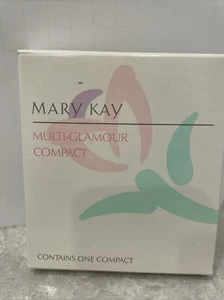 MARY KAY
MULTI-GLAMOUR
COMPACT
CONTAINS ONE COMPACT